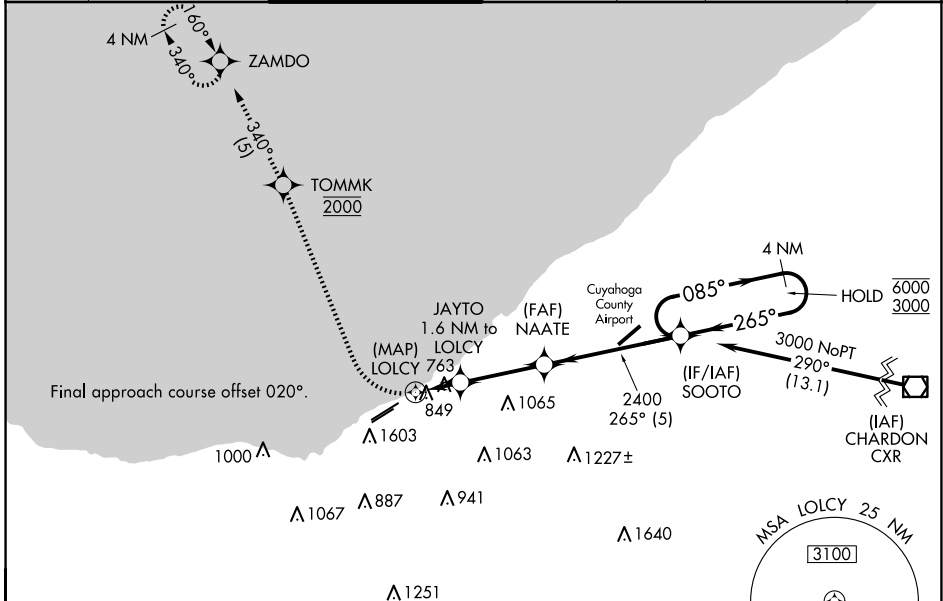 160°
4 NM
340°
ZAMDO
340°
(5)
TOMMK
2000
4 NM
085°
HOLD
6000
3000
265°
Cuyahoga
County
Airport
(FAF)
NAATE
JAYTO
1.6 NM to
LOLCY
(MAP)
LOLCY
763
849
3000 NoPT
290°
(13.1)
(IF/IAF)
SOOTO
2400
265° (5)
(IAF)
CHARDON
CXR
Final approach course offset 020°.
1065
1603
1000
1063
1227±
1067
887
941
1640
1251
MSA LOLCY 25 NM
3100